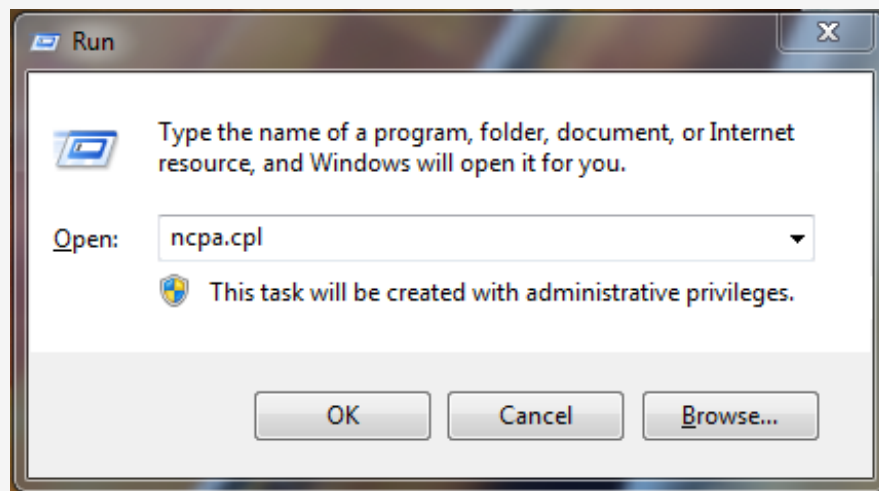 Run
Type the name of a program, folder, document, or Internet
resource, and Windows will open it for you.
Open: ncpa.cpl
This task will be created with administrative privileges.
OK Cancel Browse...